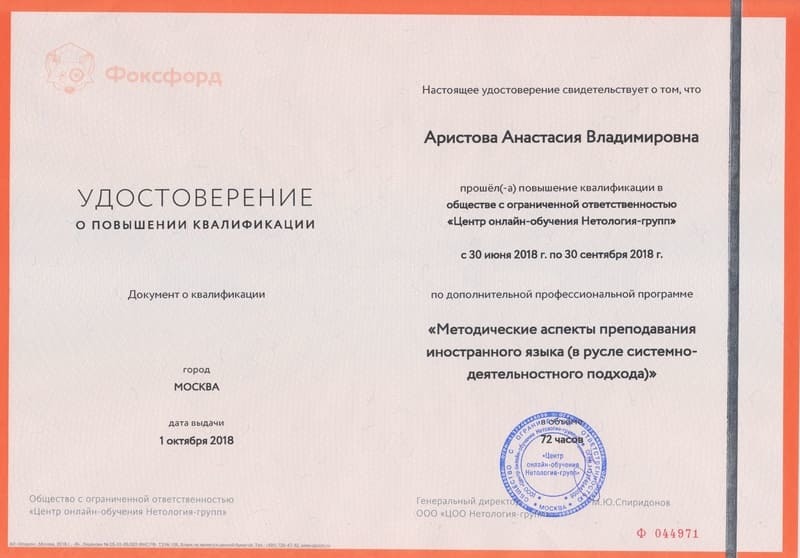 Фоксфорд
УДОСТОВЕРЕНИЕ
О ПОВЫШЕНИИ КВАЛИФИКАЦИИ
Документ о квалификации
город
МОСКВА
дата выдачи
1 октября 2018
Общество с ограниченной ответственностью
«Центр онлайн-обучения Нетология-групп»
Настоящее удостоверение свидетельствует о том, что
Аристова Анастасия Владимировна
прошёл(-а) повышение квалификации в
обществе с ограниченной ответственностью
«Центр онлайн-обучения Нетология-групп»
с 30 июня 2018 г. по 30 сентября 2018 г.
по дополнительной профессиональной программе
«Методические аспекты преподавания
иностранного языка (в русле системно-
деятельностного подхода)»
в объёме
72 часов
«Центр
онлайн-обучения
Нетология-групп»
МОСКВА
Генеральный директор
М.Ю.Спиридонов
ООО «ЦОО Нетология-групп»
Ф 044971